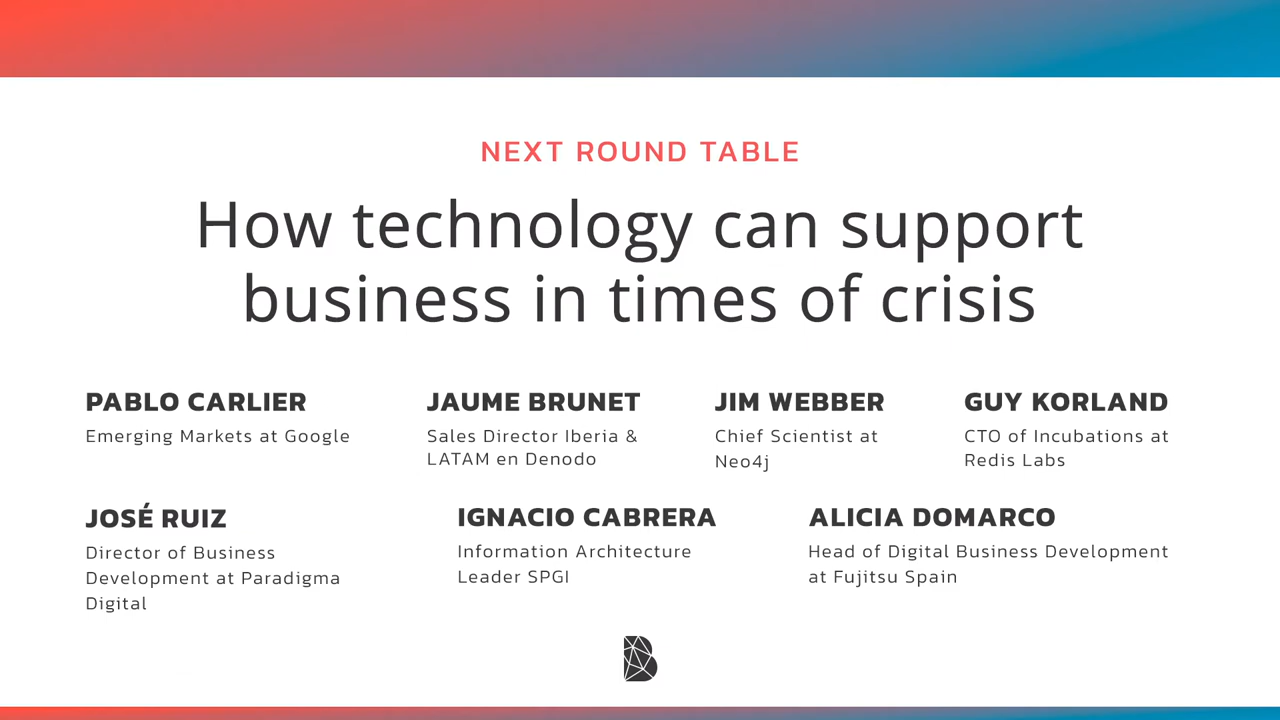 NEXT ROUND TABLE
How technology can support
business in times of crisis
PABLO CARLIER
Emerging Markets at Google
JAUME BRUNET
Sales Director Iberia &
LATAM en Denodo
JIM WEBBER
Chief Scientist at
Neo4j
GUY KORLAND
CTO of Incubations at
Redis Labs
JOSÉ RUIZ
Director of Business
Development at Paradigma
Digital
IGNACIO CABRERA
Information Architecture
Leader SPGI
ALICIA DOMARCO
Head of Digital Business Development
at Fujitsu Spain
B